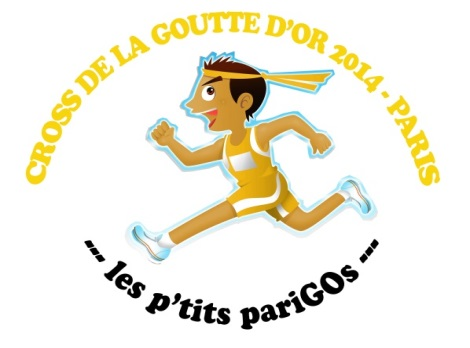 CROSS DE LA GOUTTE D'OR 2014 - PARIS
... les p'tits pariGOs ...